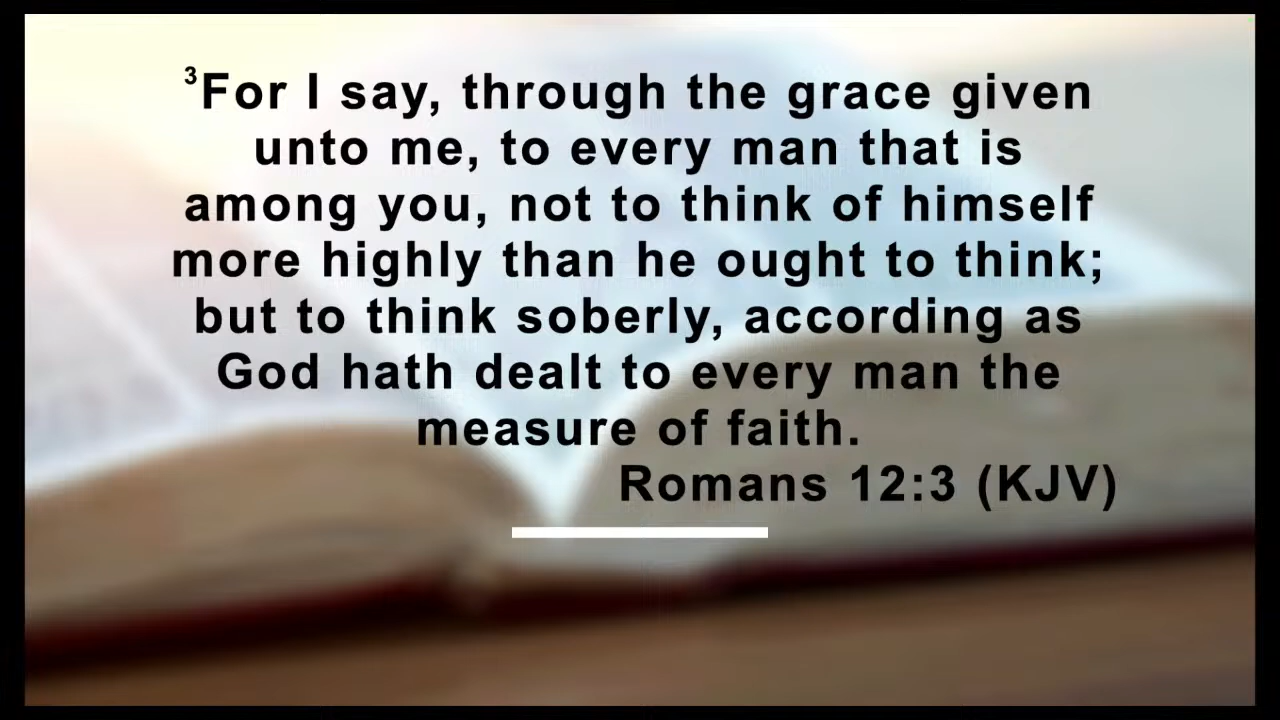 ³For I say, through the grace given
unto me, to every man that is
among you, not to think of himself
more highly than he ought to think;
but to think soberly, according as
God hath dealt to every man the
measure of faith.
Romans 12:3 (KJV)